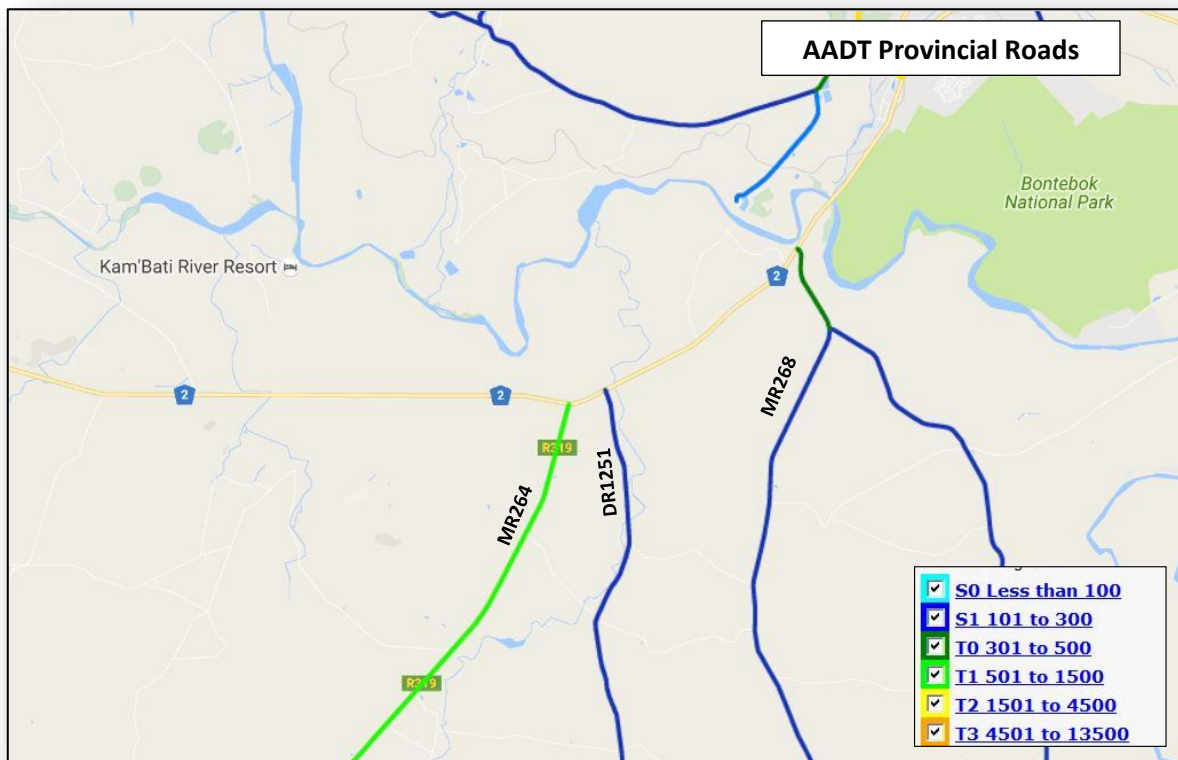 AADT Provincial Roads
Bontebok
National Park
Kam'Bati River Resort
2
2
2
MR268
R319
DR1251
MR264
R319
S0 Less than 100
S1 101 to 300
T0 301 to 500
T1 501 to 1500
T2 1501 to 4500
T3 4501 to 13500